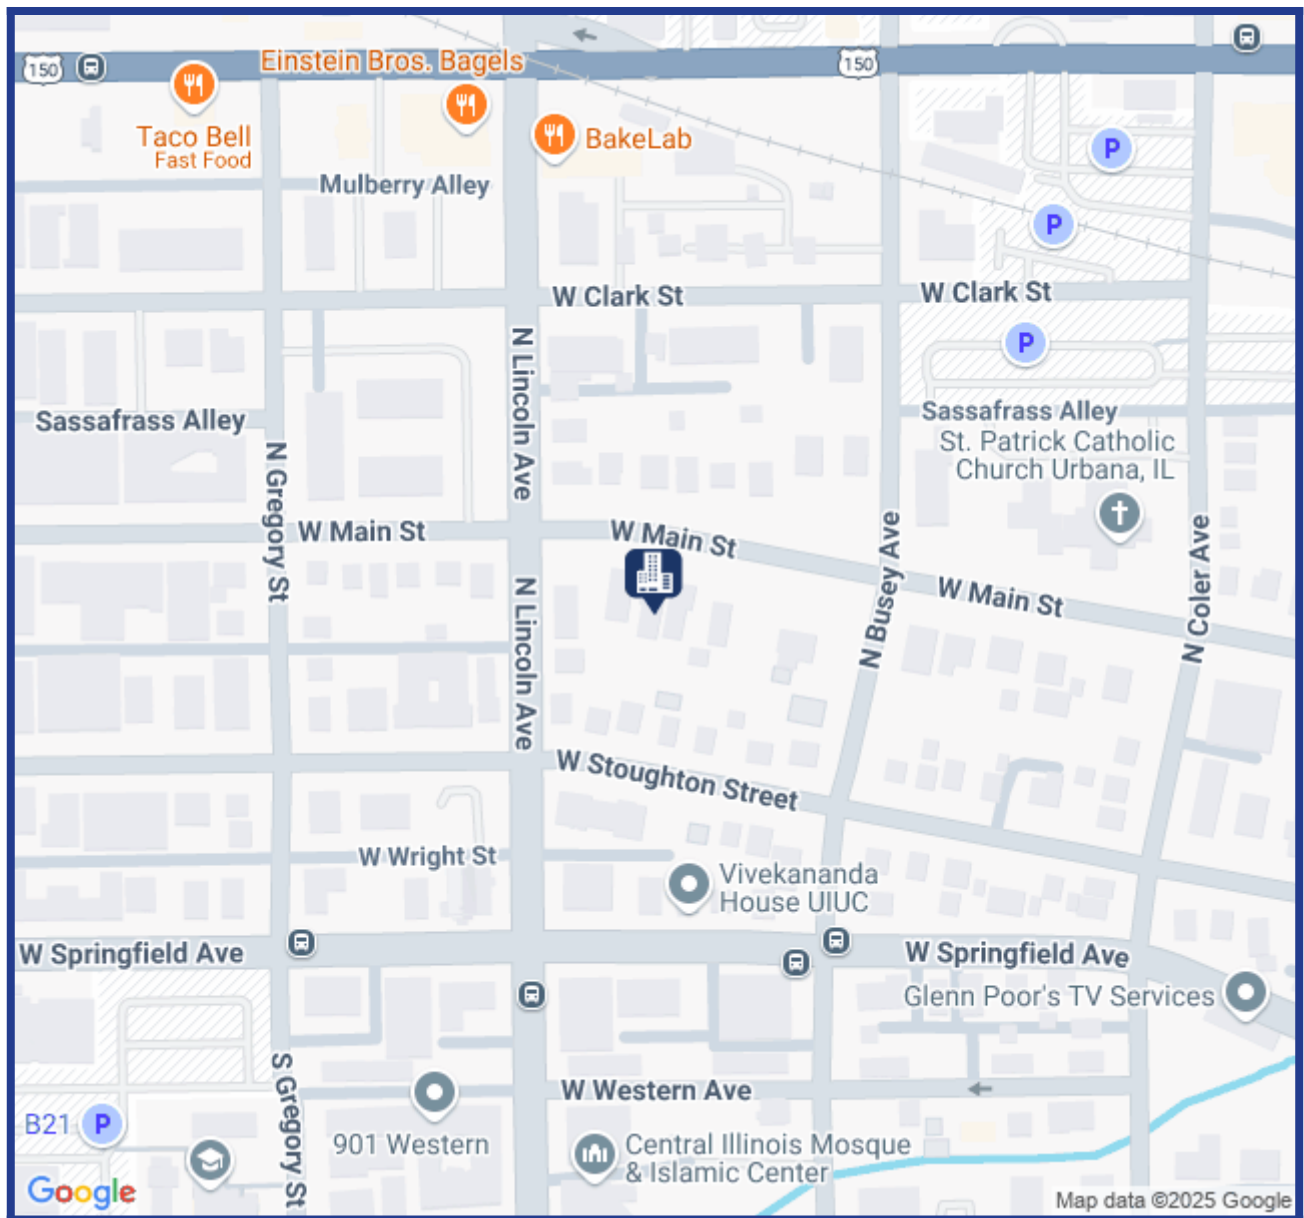 150
Einstein Bros. Bagels
150
Taco Bell
Fast Food
BakeLab
P
Mulberry Alley
P
W Clark St
W Clark St
P
N Lincoln Ave
Sassafrass Alley
Sassafrass Alley
St. Patrick Catholic
Church Urbana, IL
N Gregory St
W Main St
W Main St
N Busey Ave
N Coler Ave
W Main St
N Lincoln Ave
W Stoughton Street
W Wright St
Vivekananda
House UIUC
W Springfield Ave
W Springfield Ave
Glenn Poor's TV Services
S Gregory St
W Western Ave
B21 P
901 Western
Central Illinois Mosque
& Islamic Center
Google
Map data ©2025 Google